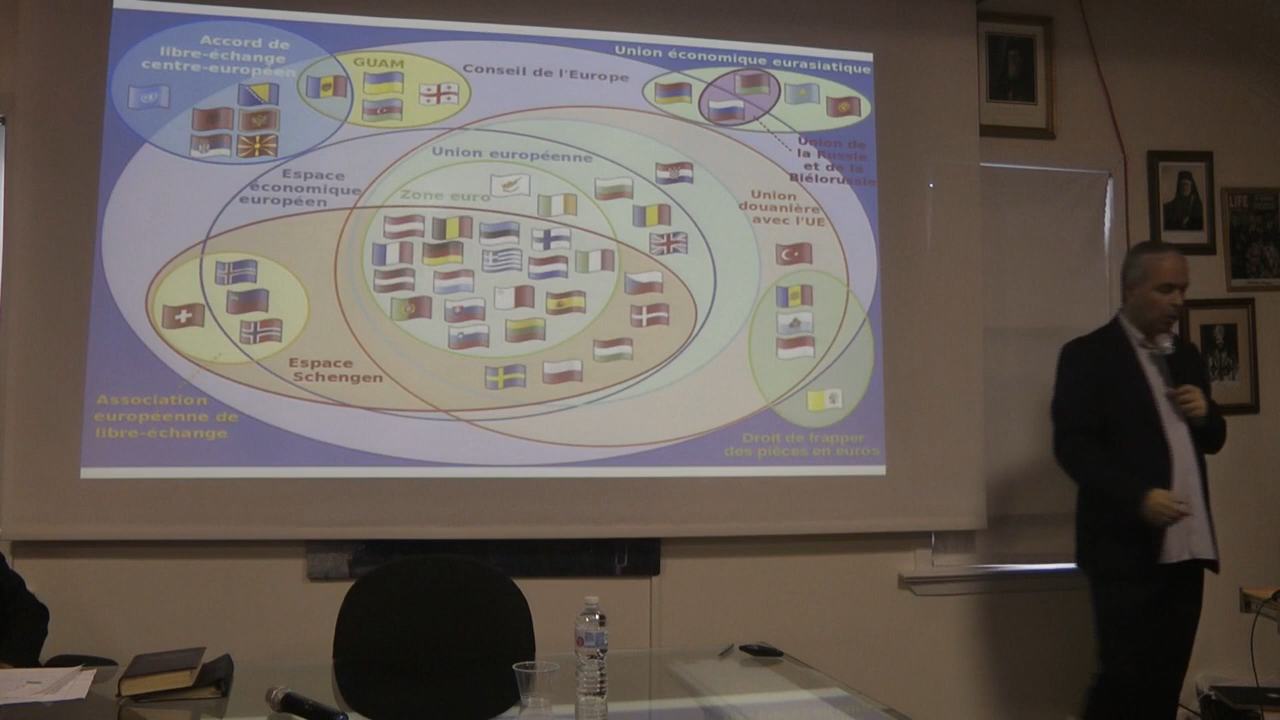 Accord de
libre-échange
centre-européen
GUAM
Conseil de l'Europe
Union économique eurasiatique
Union de
la Russie
et de la
Biélorussie
Union européenne
Espace
économique
européen
Zone euro
Union
douanière
avec l'UE
Espace
Schengen
Association
européenne de
libre-échange
Droit de frapper
des pièces en euros
LIFE